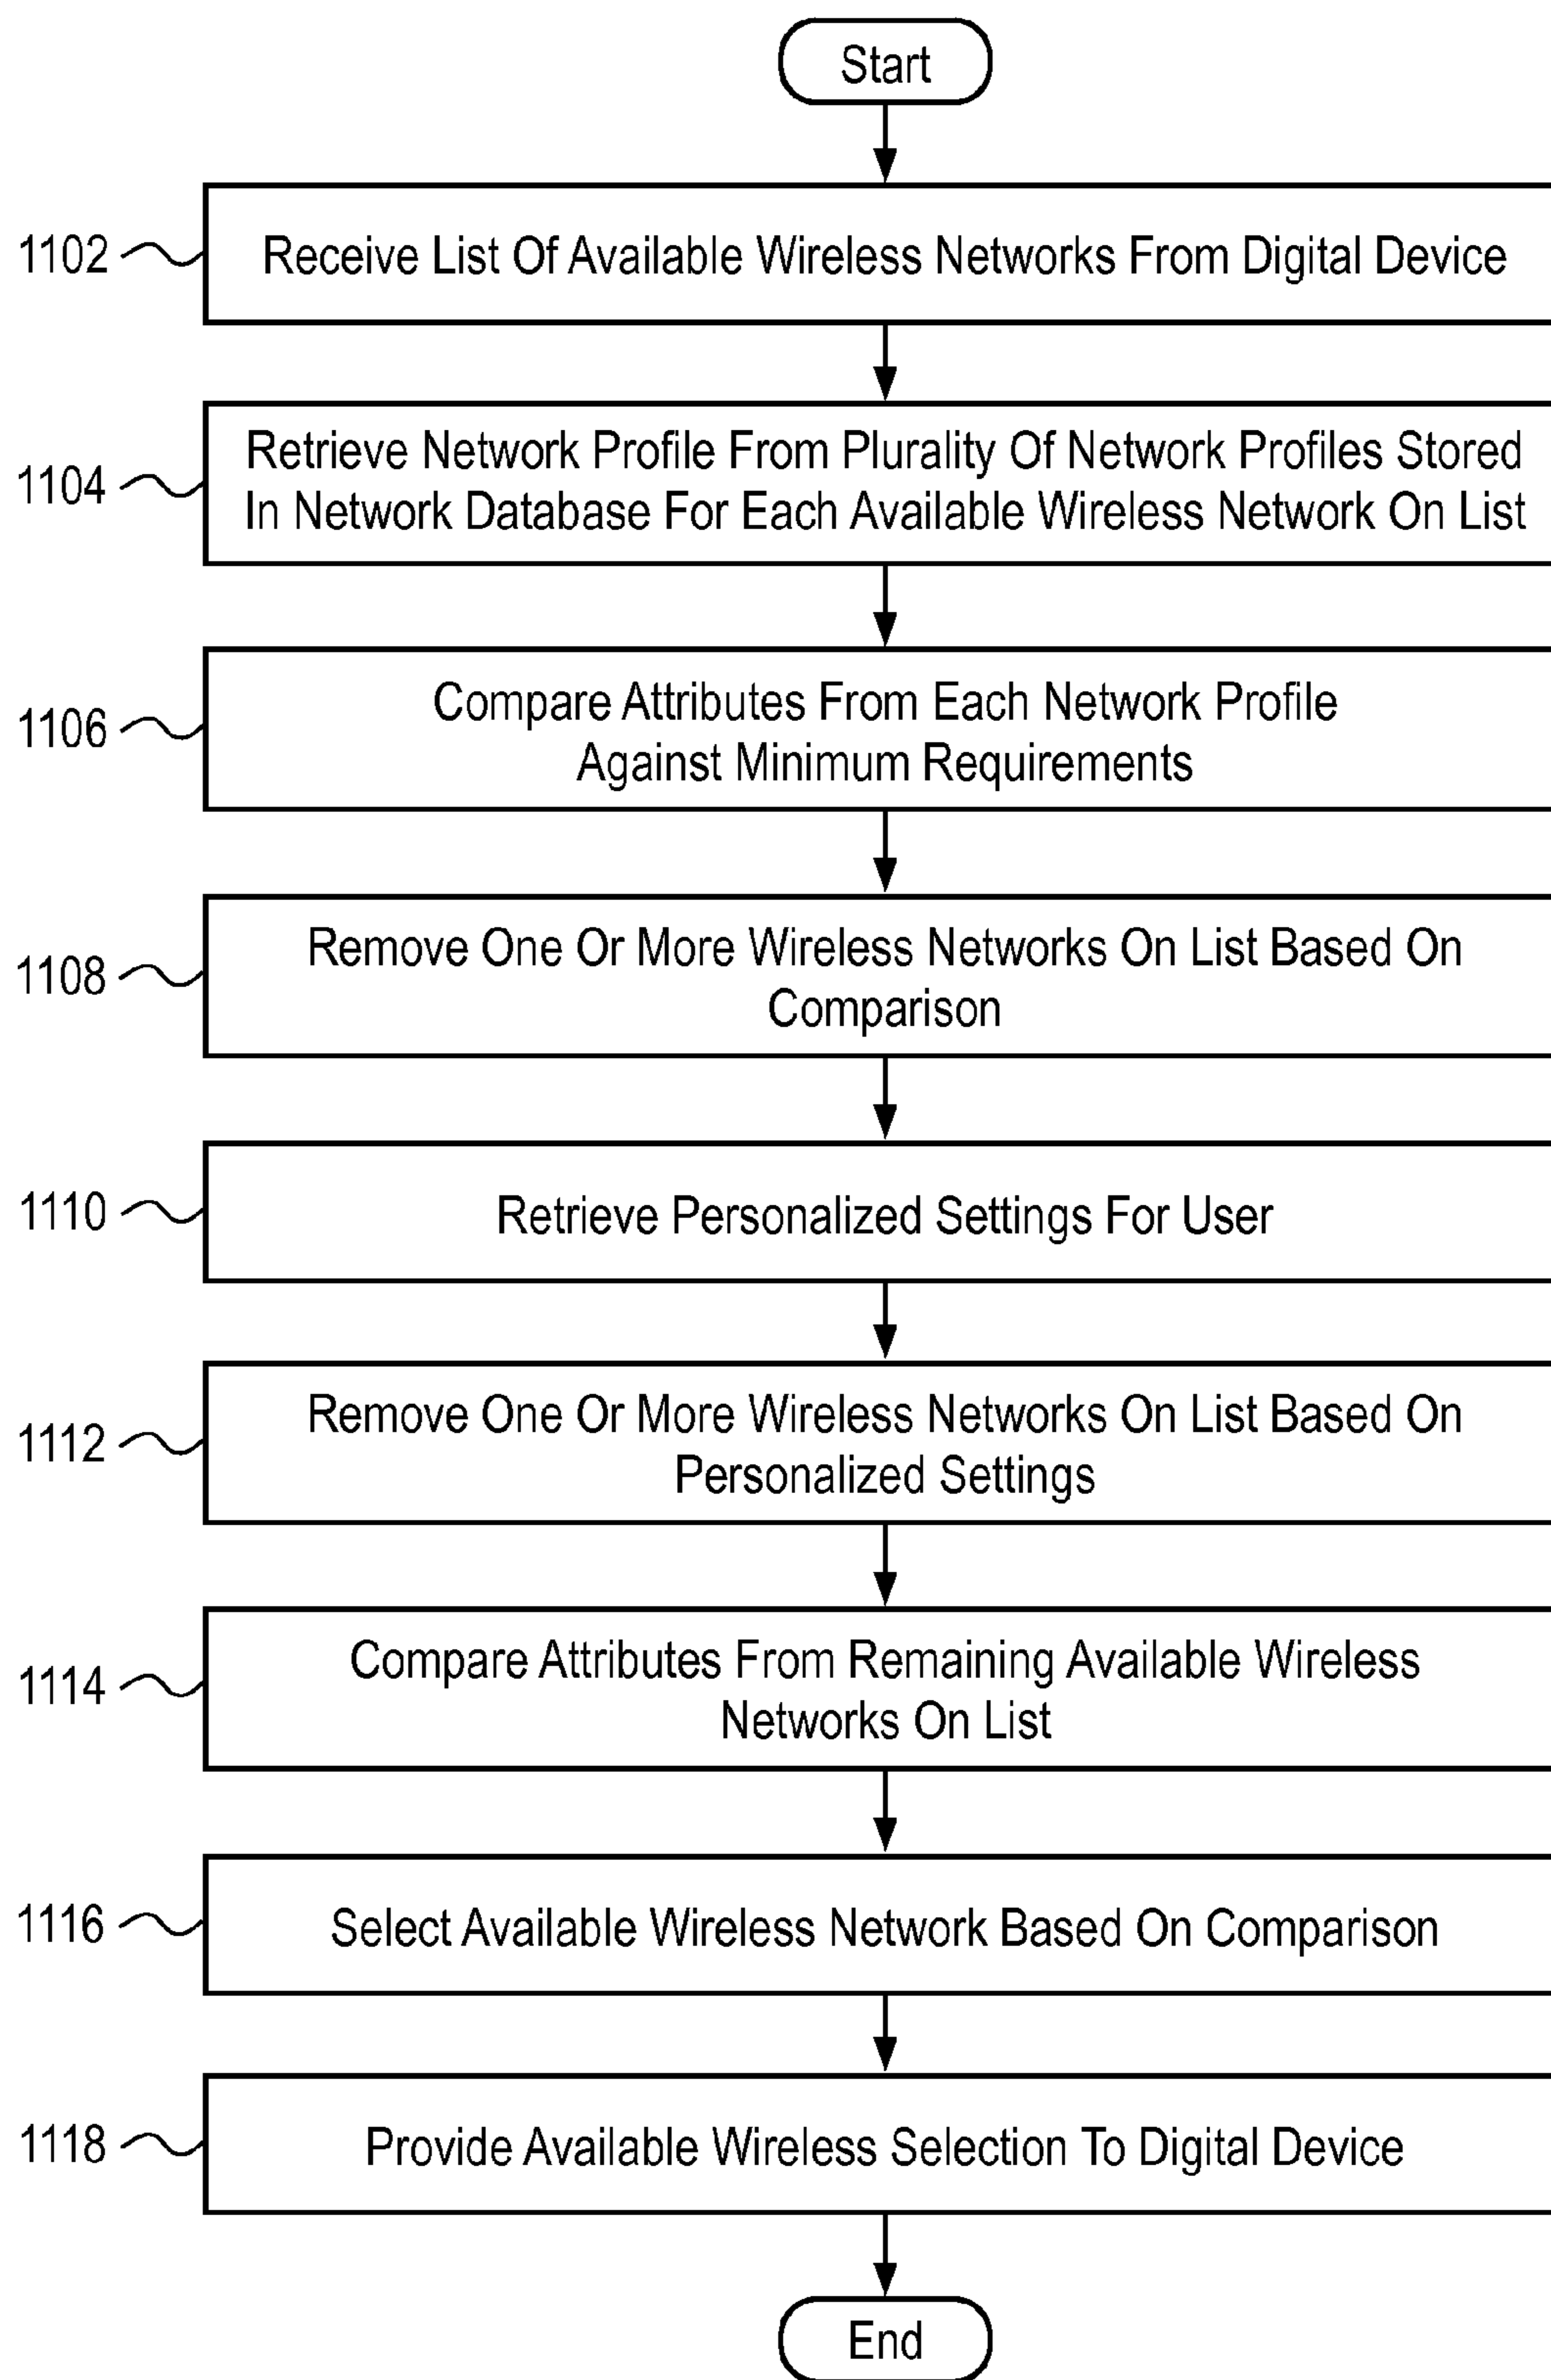 Start
1102
Receive List Of Available Wireless Networks From Digital Device
1104
Retrieve Network Profile From Plurality Of Network Profiles Stored
In Network Database For Each Available Wireless Network On List
1106
Compare Attributes From Each Network Profile
Against Minimum Requirements
1108
Remove One Or More Wireless Networks On List Based On
Comparison
1110
Retrieve Personalized Settings For User
1112
Remove One Or More Wireless Networks On List Based On
Personalized Settings
1114
Compare Attributes From Remaining Available Wireless
Networks On List
1116
Select Available Wireless Network Based On Comparison
1118
Provide Available Wireless Selection To Digital Device
End